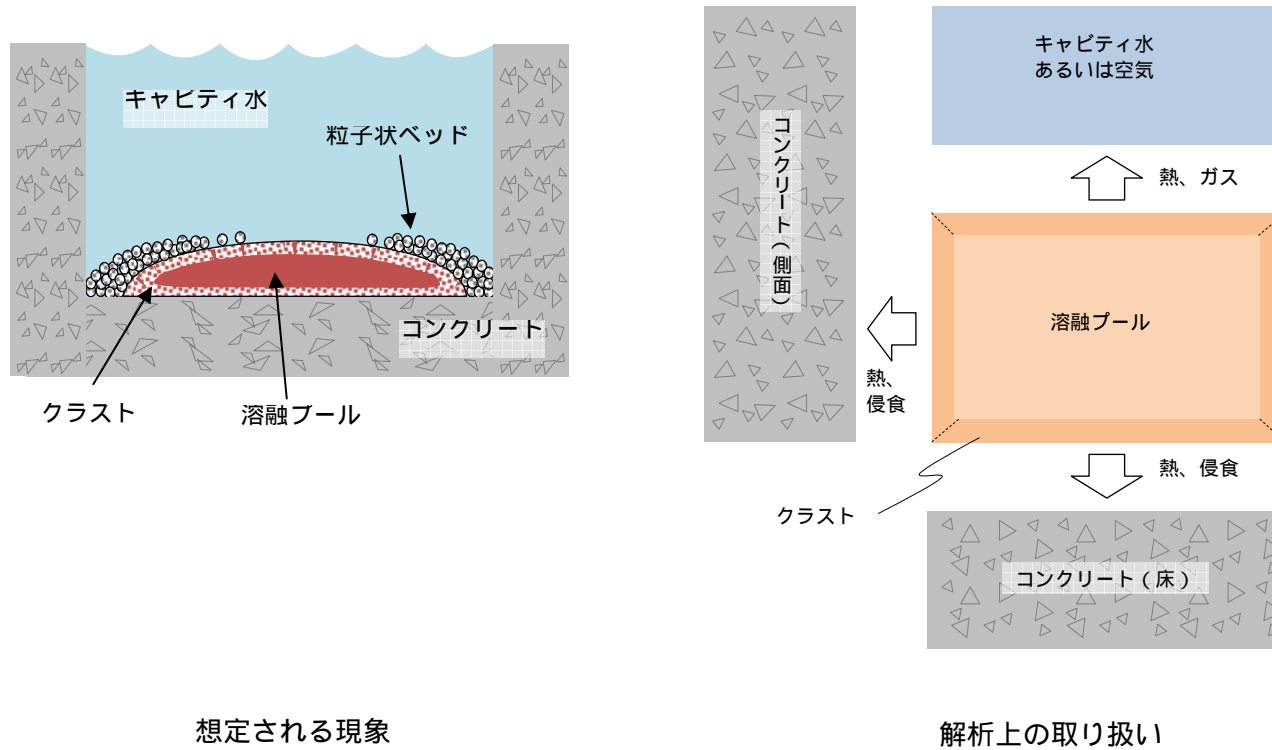 キャビティ水
粒子状ベッド
コンクリート
クラスト
溶融プール
想定される現象
キャビティ水
あるいは空気
コンクリート(側面)
熱、ガス
溶融プール
熱、
侵食
熱、侵食
クラスト
コンクリート(床)
解析上の取り扱い